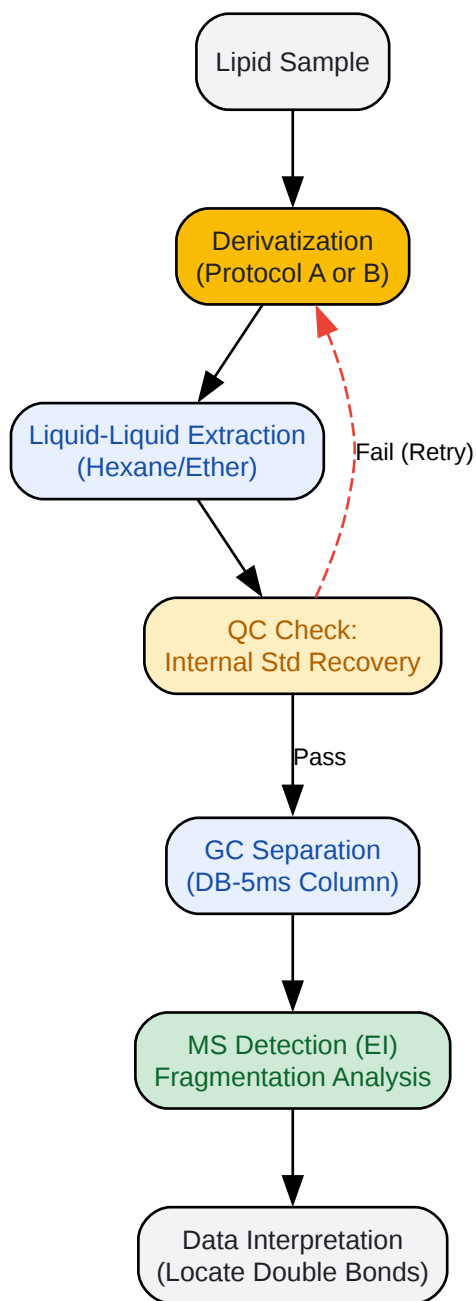 Lipid Sample
Derivatization
(Protocol A or B)
Liquid-Liquid Extraction
(Hexane/Ether)
Fail (Retry)
QC Check:
Internal Std Recovery
Pass
GC Separation
(DB-5ms Column)
MS Detection (EI)
Fragmentation Analysis
Data Interpretation
(Locate Double Bonds)